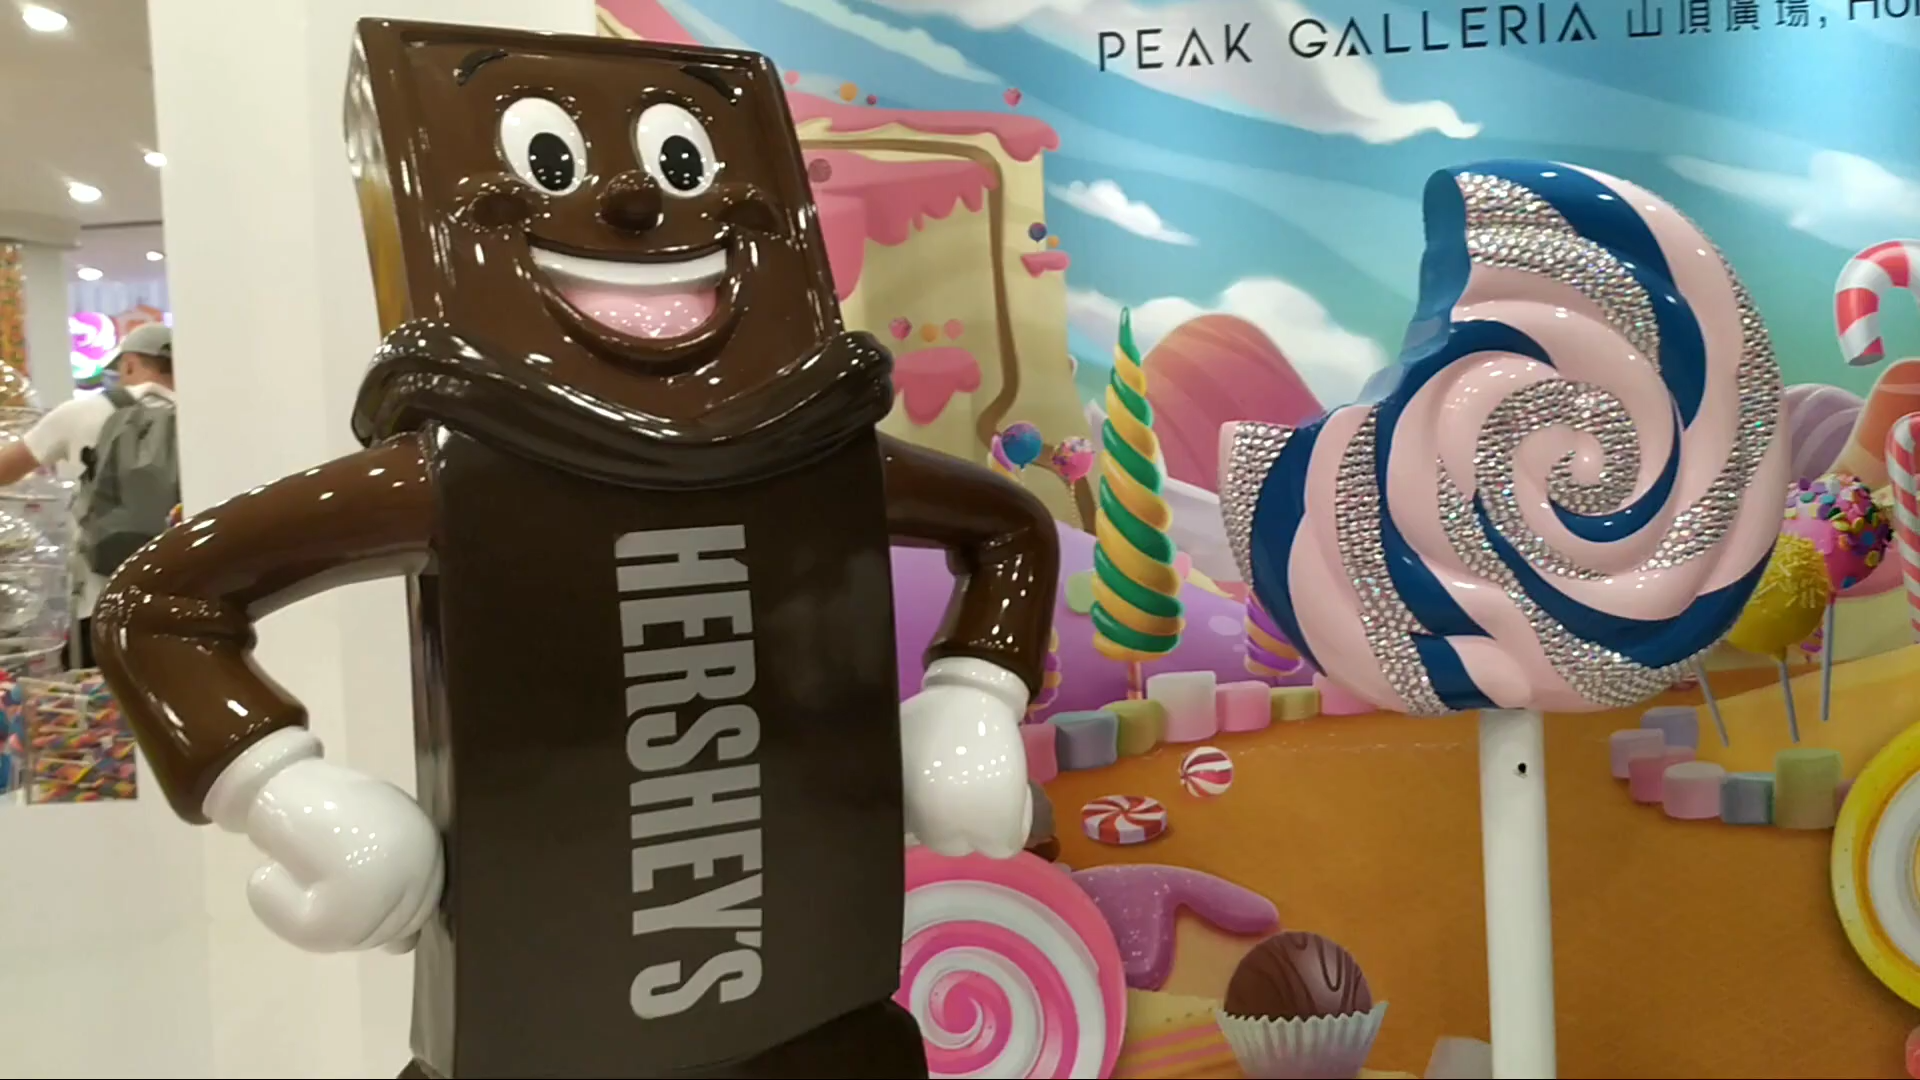 PEAK GALLERIA 山頂廣場,
HERSHEY'S